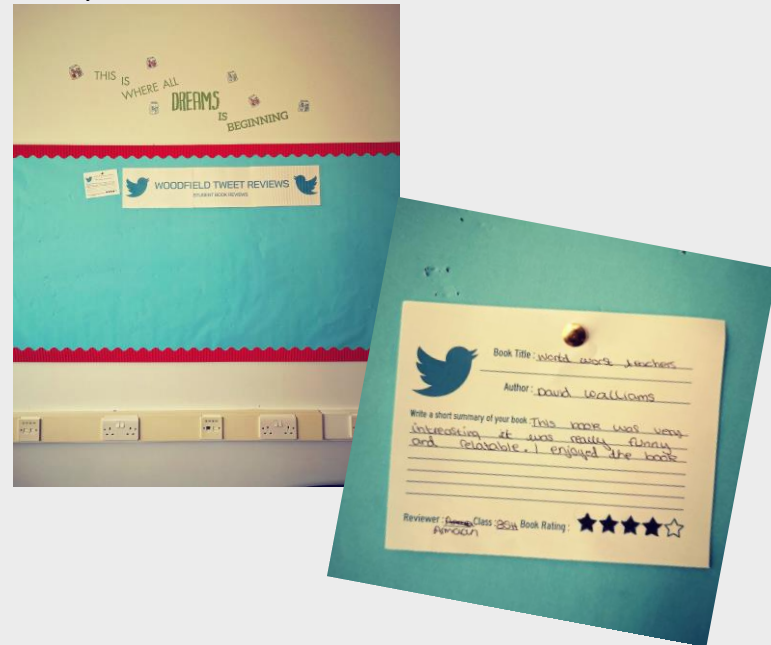 THIS IS
WHERE ALL
DREAMS
IS
BEGINNING
WOODFIELD TWEET REVIEWS
STUDENT BOOK REVIEWS
Book Title: World worst teachers
Author: David Walliams
Write a short summary of your book: This book was very
interesting it was really funny
and relatable. I enjoyed the book
Reviewer: Class: Book Rating: